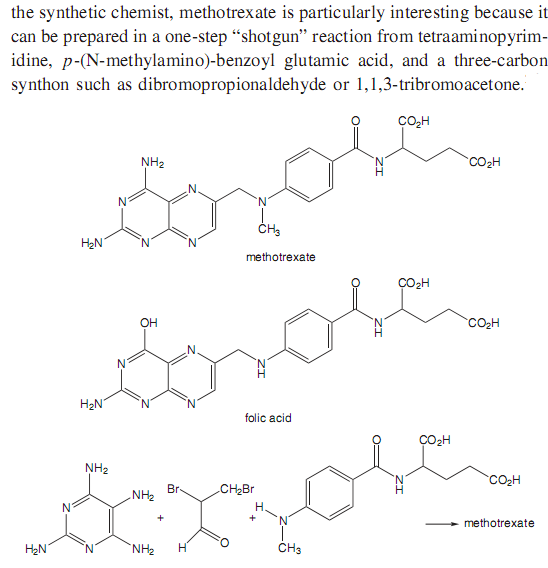 the synthetic chemist, methotrexate is particularly interesting because it
can be prepared in a one-step “shotgun” reaction from tetraaminopyrim-
idine, p-(N-methylamino)-benzoyl glutamic acid, and a three-carbon
synthon such as dibromopropionaldehyde or 1,1,3-tribromoacetone.
O CO2H
NH2 N CO2H
H
N N N
CH3
H2N N N
methotrexate
O CO2H
OH N CO2H
H
N N N
H
H2N N N
folic acid
O CO2H
NH2 N CO2H
H
NH2 Br CH2Br H
N + + N methotrexate
H2N N NH2 H O CH3